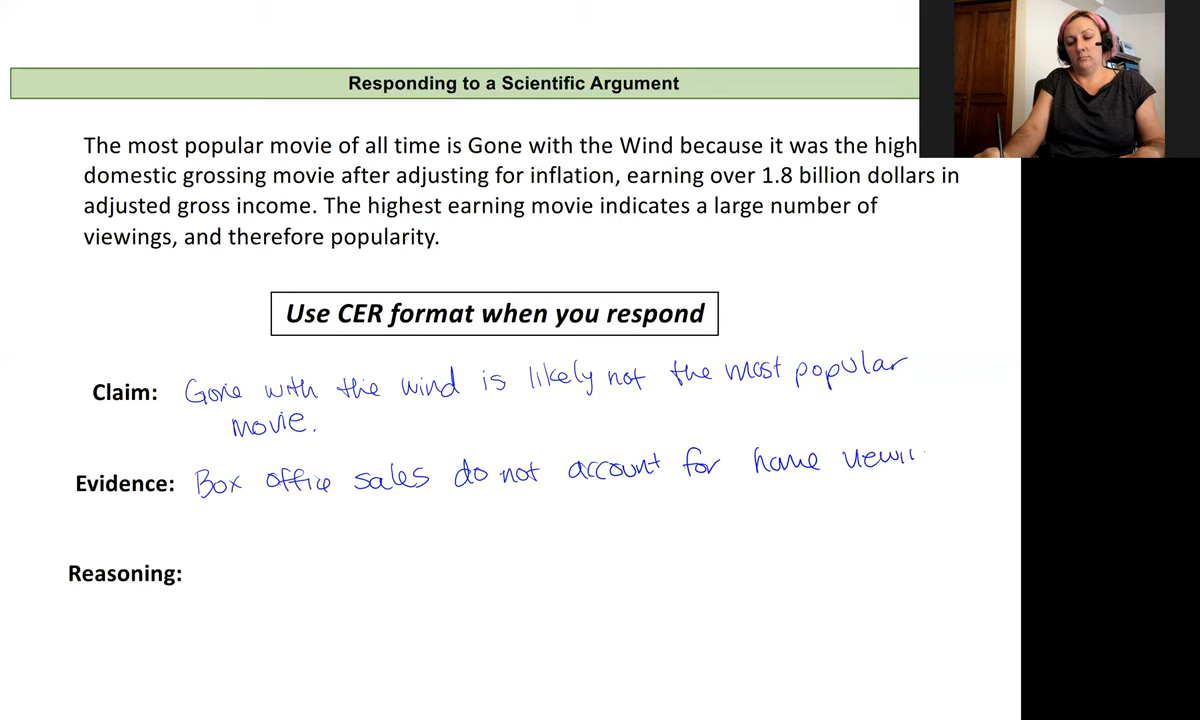 Responding to a Scientific Argument
The most popular movie of all time is Gone with the Wind because it was the high
domestic grossing movie after adjusting for inflation, earning over 1.8 billion dollars in
adjusted gross income. The highest earning movie indicates a large number of
viewings, and therefore popularity.
Use CER format when you respond
Claim: Gone with the wind is likely not the most popular
movie.
Evidence: Box office sales do not account for home
Reasoning: